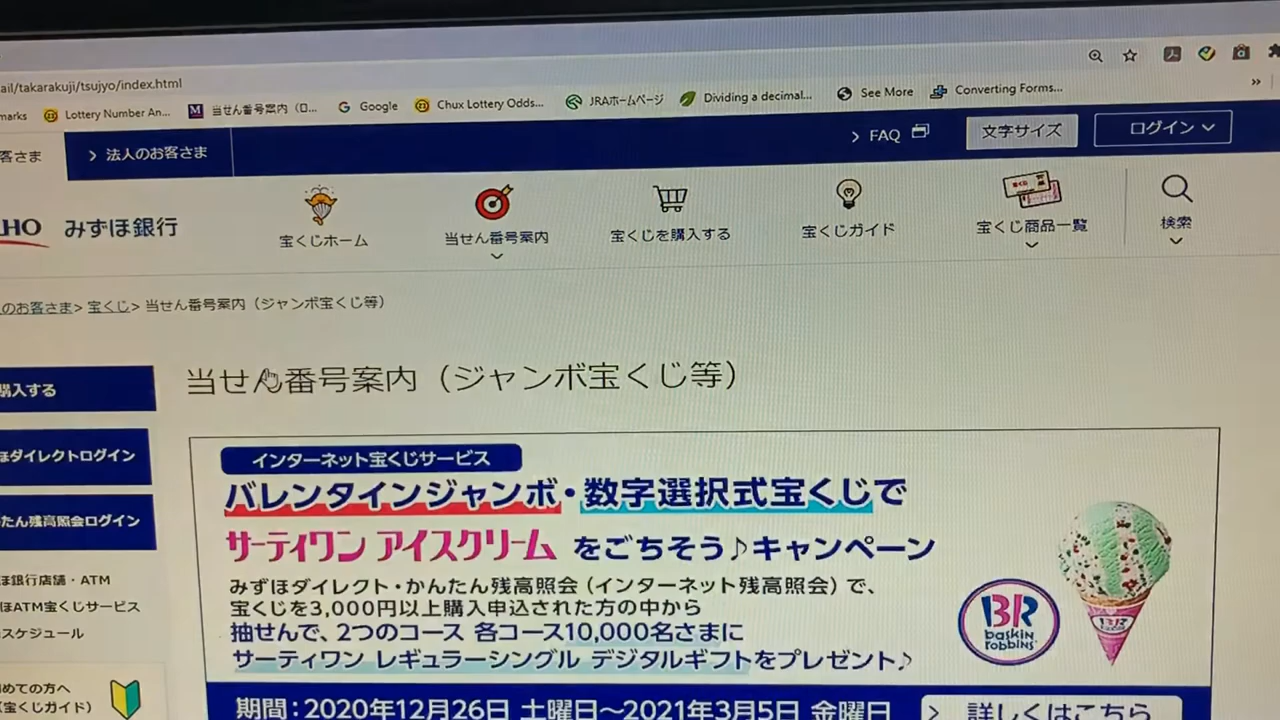 ail/takarakuji/tsujyo/index.html
marks Lottery Number An... 当せん番号案内（ロ... Google Chux Lottery Odds... JRAホームページ Dividing a decimal... See More Converting Forms... »
客さま > 法人のお客さま > FAQ 文字サイズ ログイン
HO みずほ銀行 宝くじホーム 当せん番号案内 宝くじを購入する 宝くじガイド 宝くじ商品一覧 検索
のお客さま> 宝くじ> 当せん番号案内（ジャンボ宝くじ等）
購入する
当せん番号案内（ジャンボ宝くじ等）
ほダイレクトログイン
たん残高照会ログイン
ほ銀行店舗・ATM
ほATM宝くじサービス
スケジュール
めての方へ
宝くじガイド）
インターネット宝くじサービス
バレンタインジャンボ・数字選択式宝くじで
サーティワン アイスクリーム をごちそう♪キャンペーン
みずほダイレクト・かんたん残高照会（インターネット残高照会）で、
宝くじを3,000円以上購入申込された方の中から
抽せんで、2つのコース 各コース10,000名さまに
サーティワン レギュラーシングル デジタルギフトをプレゼント♪
BR
baskin
robbins
期間：2020年12月26日 土曜日～2021年3月5日 金曜日
> 詳しくはこちら